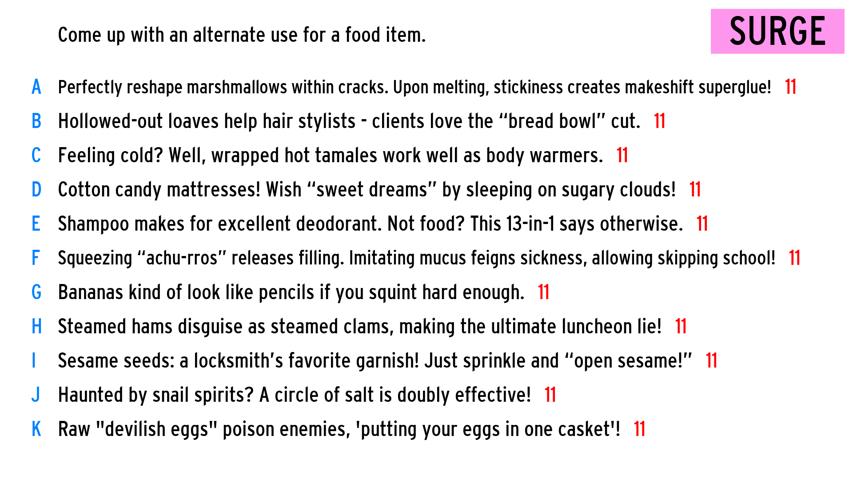 Come up with an alternate use for a food item.
SURGE
A Perfectly reshape marshmallows within cracks. Upon melting, stickiness creates makeshift superglue! 11
B Hollowed-out loaves help hair stylists - clients love the “bread bowl” cut. 11
C Feeling cold? Well, wrapped hot tamales work well as body warmers. 11
D Cotton candy mattresses! Wish “sweet dreams” by sleeping on sugary clouds! 11
E Shampoo makes for excellent deodorant. Not food? This 13-in-1 says otherwise. 11
F Squeezing “achu-rros” releases filling. Imitating mucus feigns sickness, allowing skipping school! 11
G Bananas kind of look like pencils if you squint hard enough. 11
H Steamed hams disguise as steamed clams, making the ultimate luncheon lie! 11
I Sesame seeds: a locksmith’s favorite garnish! Just sprinkle and “open sesame!” 11
J Haunted by snail spirits? A circle of salt is doubly effective! 11
K Raw "devilish eggs" poison enemies, 'putting your eggs in one casket'! 11